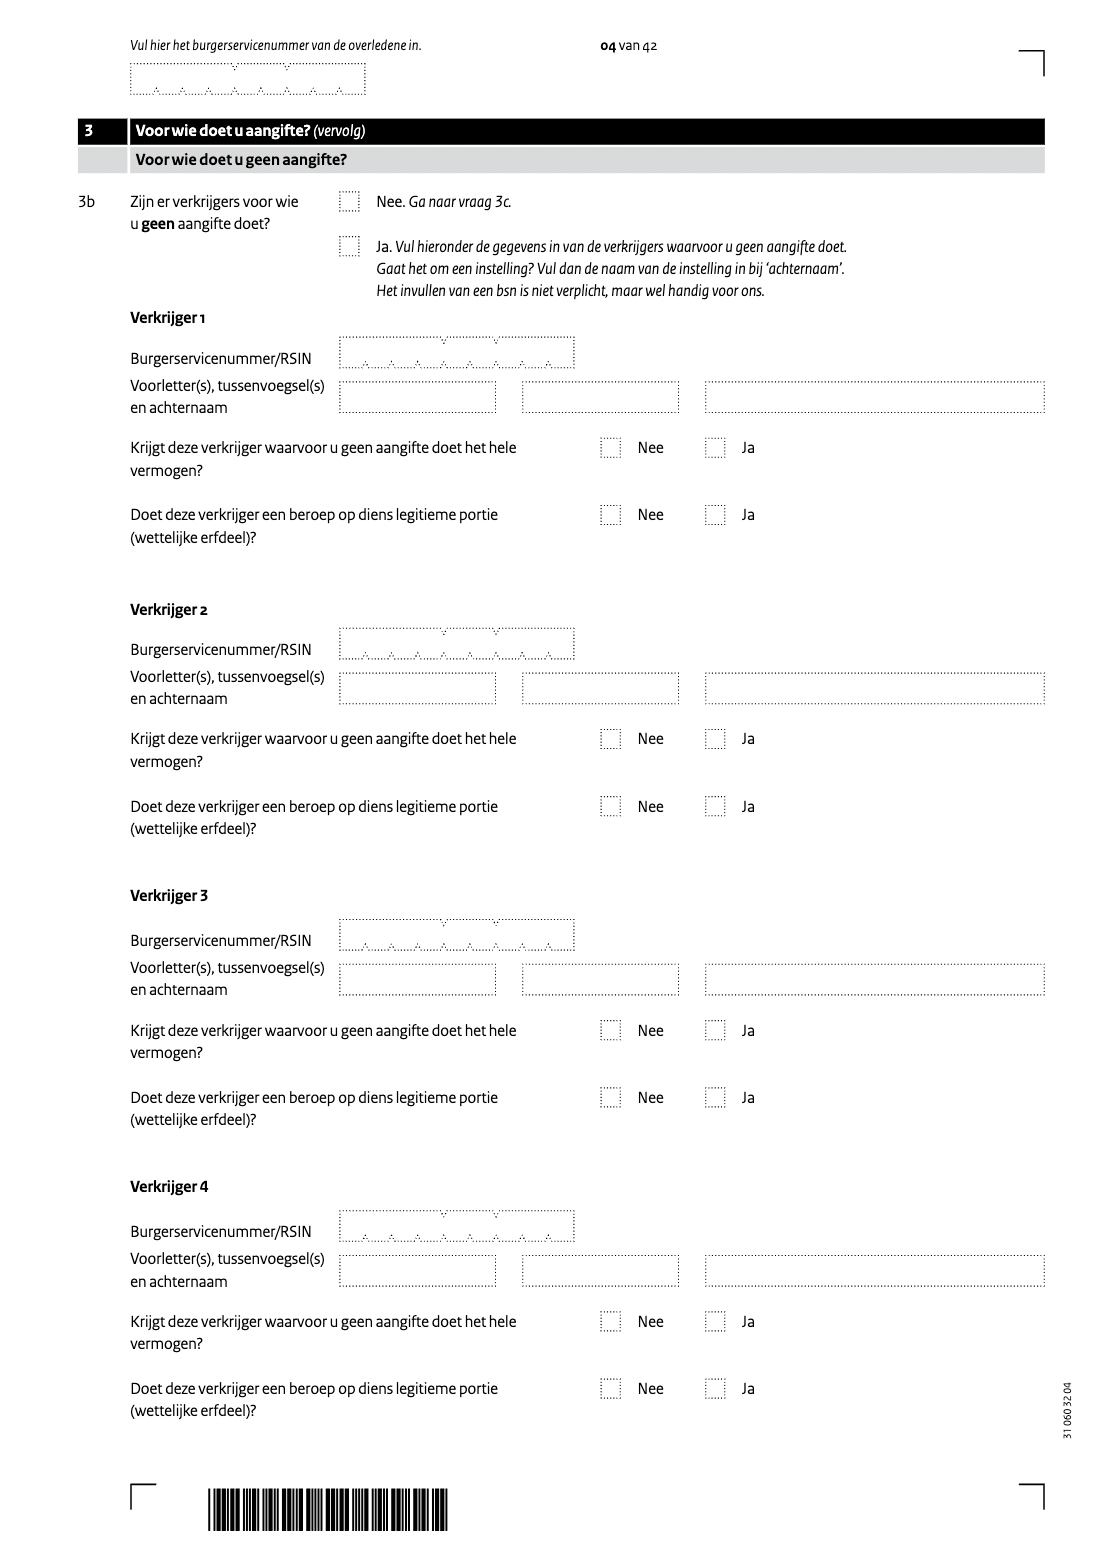 Vul hier het burgerservicenummer van de overledene in.
04 van 42
3 Voor wie doet u aangifte? (vervolg)
Voor wie doet u geen aangifte?
3b Zijn er verkrijgers voor wie
u geen aangifte doet?
Nee. Ga naar vraag 3c.
Ja. Vul hieronder de gegevens in van de verkrijgers waarvoor u geen aangifte doet.
Gaat het om een instelling? Vul dan de naam van de instelling in bij ‘achternaam’.
Het invullen van een bsn is niet verplicht, maar wel handig voor ons.
Verkrijger 1
Burgerservicenummer/RSIN
Voorletter(s), tussenvoegsel(s)
en achternaam
Krijgt deze verkrijger waarvoor u geen aangifte doet het hele
vermogen?
Nee Ja
Doet deze verkrijger een beroep op diens legitieme portie
(wettelijke erfdeel)?
Nee Ja
Verkrijger 2
Burgerservicenummer/RSIN
Voorletter(s), tussenvoegsel(s)
en achternaam
Krijgt deze verkrijger waarvoor u geen aangifte doet het hele
vermogen?
Nee Ja
Doet deze verkrijger een beroep op diens legitieme portie
(wettelijke erfdeel)?
Nee Ja
Verkrijger 3
Burgerservicenummer/RSIN
Voorletter(s), tussenvoegsel(s)
en achternaam
Krijgt deze verkrijger waarvoor u geen aangifte doet het hele
vermogen?
Nee Ja
Doet deze verkrijger een beroep op diens legitieme portie
(wettelijke erfdeel)?
Nee Ja
Verkrijger 4
Burgerservicenummer/RSIN
Voorletter(s), tussenvoegsel(s)
en achternaam
Krijgt deze verkrijger waarvoor u geen aangifte doet het hele
vermogen?
Nee Ja
Doet deze verkrijger een beroep op diens legitieme portie
(wettelijke erfdeel)?
Nee Ja
31 060 32 04